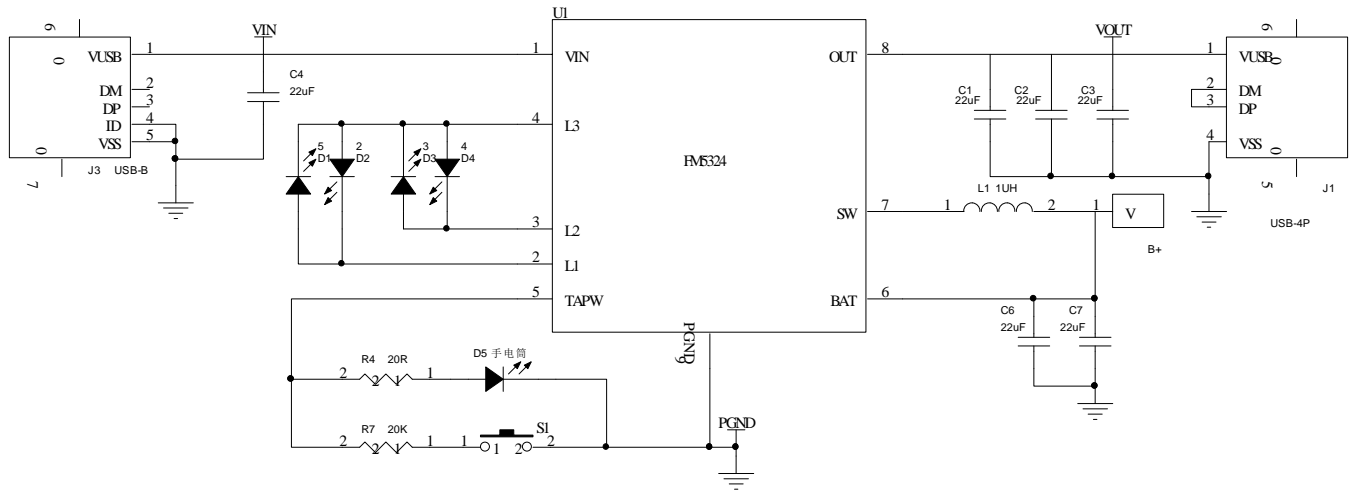 U1
FM5324
6
0
VUSB 1
DM 2
DP 3
ID 4
VSS 5
0
7
J3 USB-B
VIN
C4
22uF
1 VIN
4 L3
3 L2
2 L1
5 TAPW
5
D1
2
D2
3
D3
4
D4
OUT 8
SW 7
BAT 6
PGND
9
VOUT
C1
22uF
C2
22uF
C3
22uF
6
0
1 VUSB
2 DM
3 DP
4 VSS
0
5
J1
USB-4P
L1 1UH
1 2
1 V
B+
C6
22uF
C7
22uF
R4 20R
2 2 1 1
D5 手电筒
R7 20K
2 2 1 1
S1
1 1 2 2
PGND